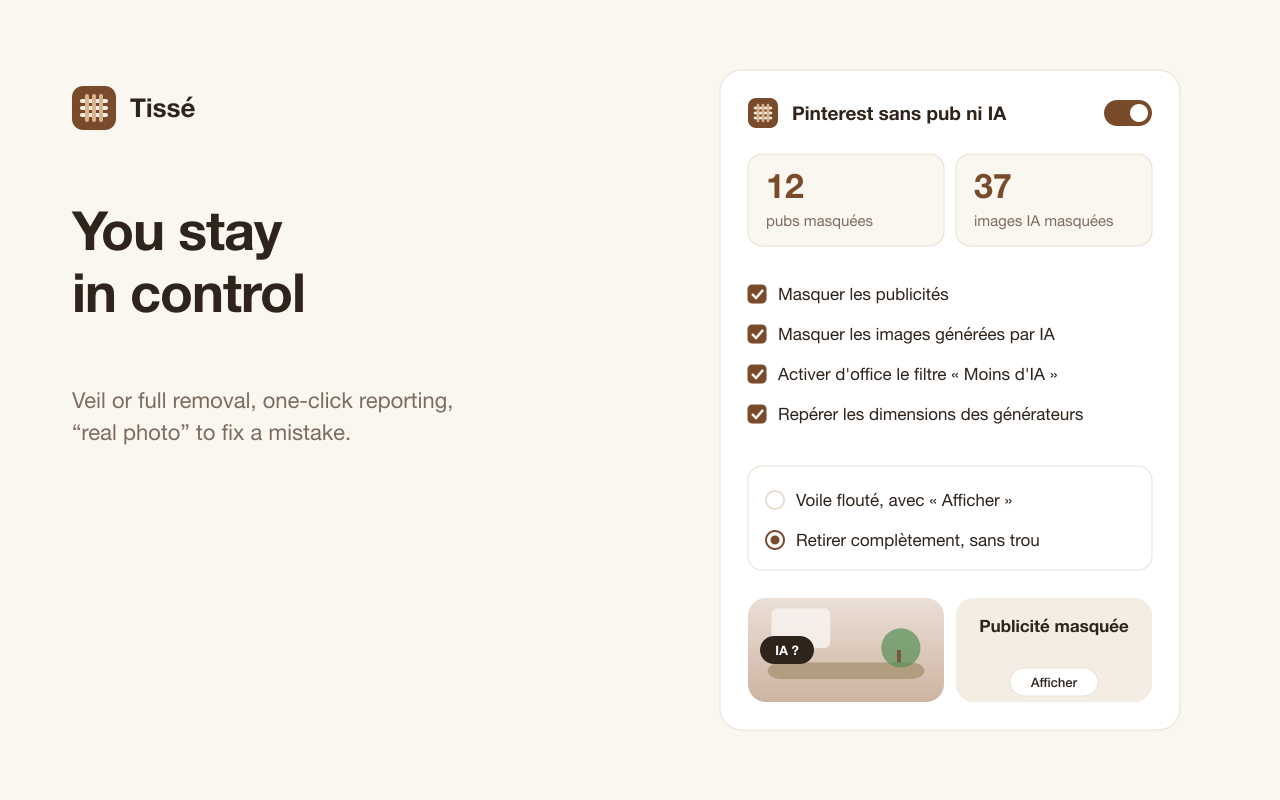 Tissé
You stay
in control
Veil or full removal, one-click reporting,
“real photo” to fix a mistake.
Pinterest sans pub ni IA
12
pubs masquées
37
images IA masquées
Masquer les publicités
Masquer les images générées par IA
Activer d'office le filtre « Moins d'IA »
Repérer les dimensions des générateurs
Voile flouté, avec « Afficher »
Retirer complètement, sans trou
IA ?
Publicité masquée
Afficher